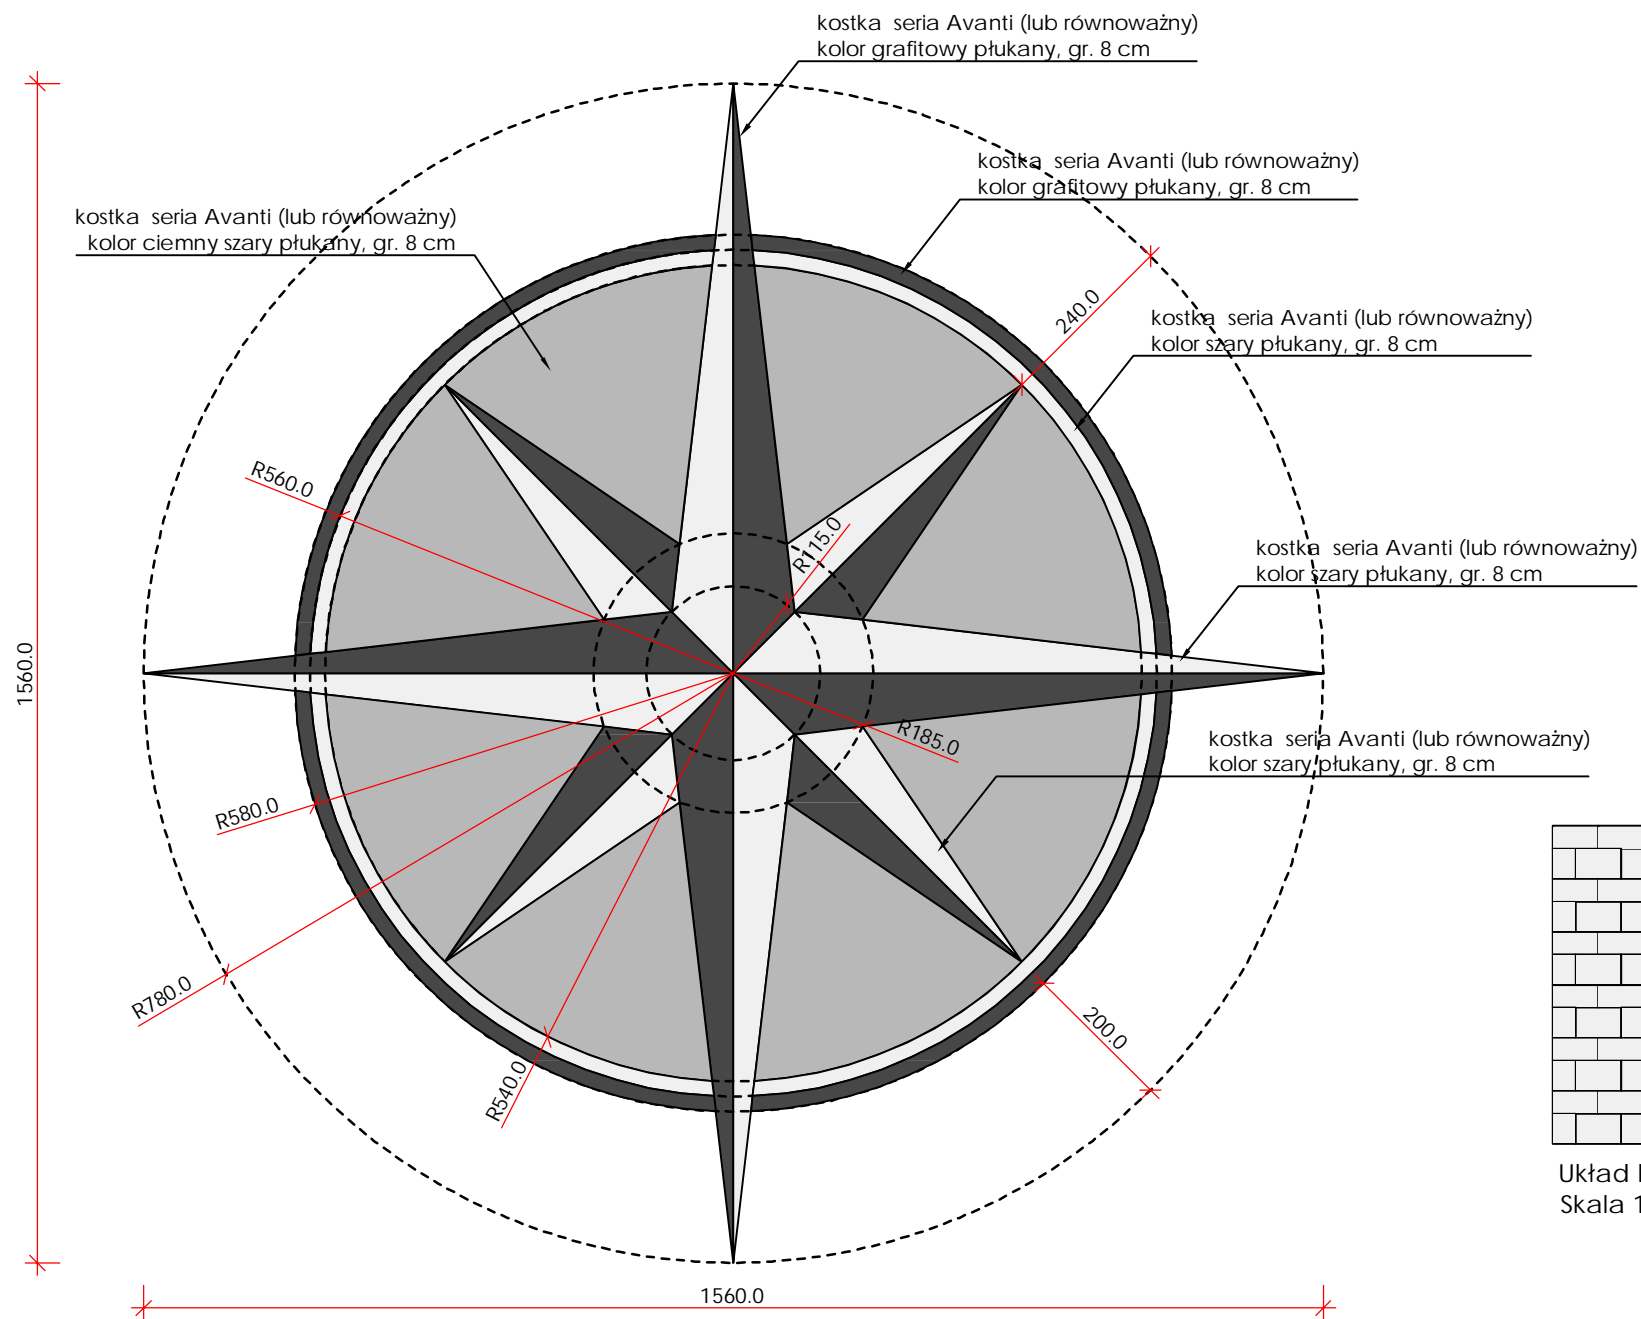 kostka seria Avanti (lub równoważny)
kolor grafitowy płukany, gr. 8 cm
kostka seria Avanti (lub równoważny)
kolor grafitowy płukany, gr. 8 cm
kostka seria Avanti (lub równoważny)
kolor ciemny szary płukany, gr. 8 cm
240.0
kostka seria Avanti (lub równoważny)
kolor szary płukany, gr. 8 cm
R560.0
R115.0
kostka seria Avanti (lub równoważny)
kolor szary płukany, gr. 8 cm
1560.0
R185.0
kostka seria Avanti (lub równoważny)
kolor szary płukany, gr. 8 cm
R580.0
R780.0
200.0
R540.0
Układ
Skala 1
1560.0